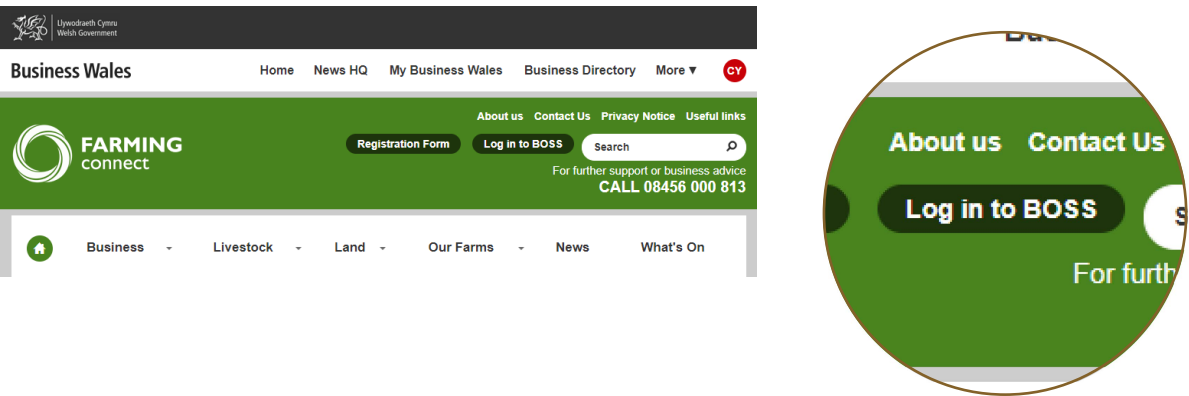 Llywodraeth Cymru
Welsh Government
Business Wales Home News HQ My Business Wales Business Directory More ▼ CY
About us Contact Us Privacy Notice Useful links
FARMING
connect
Registration Form Log in to BOSS Search
For further support or business advice
CALL 08456 000 813
Business Livestock Land Our Farms News What's On
About us Contact Us
Log in to BOSS S
For furth